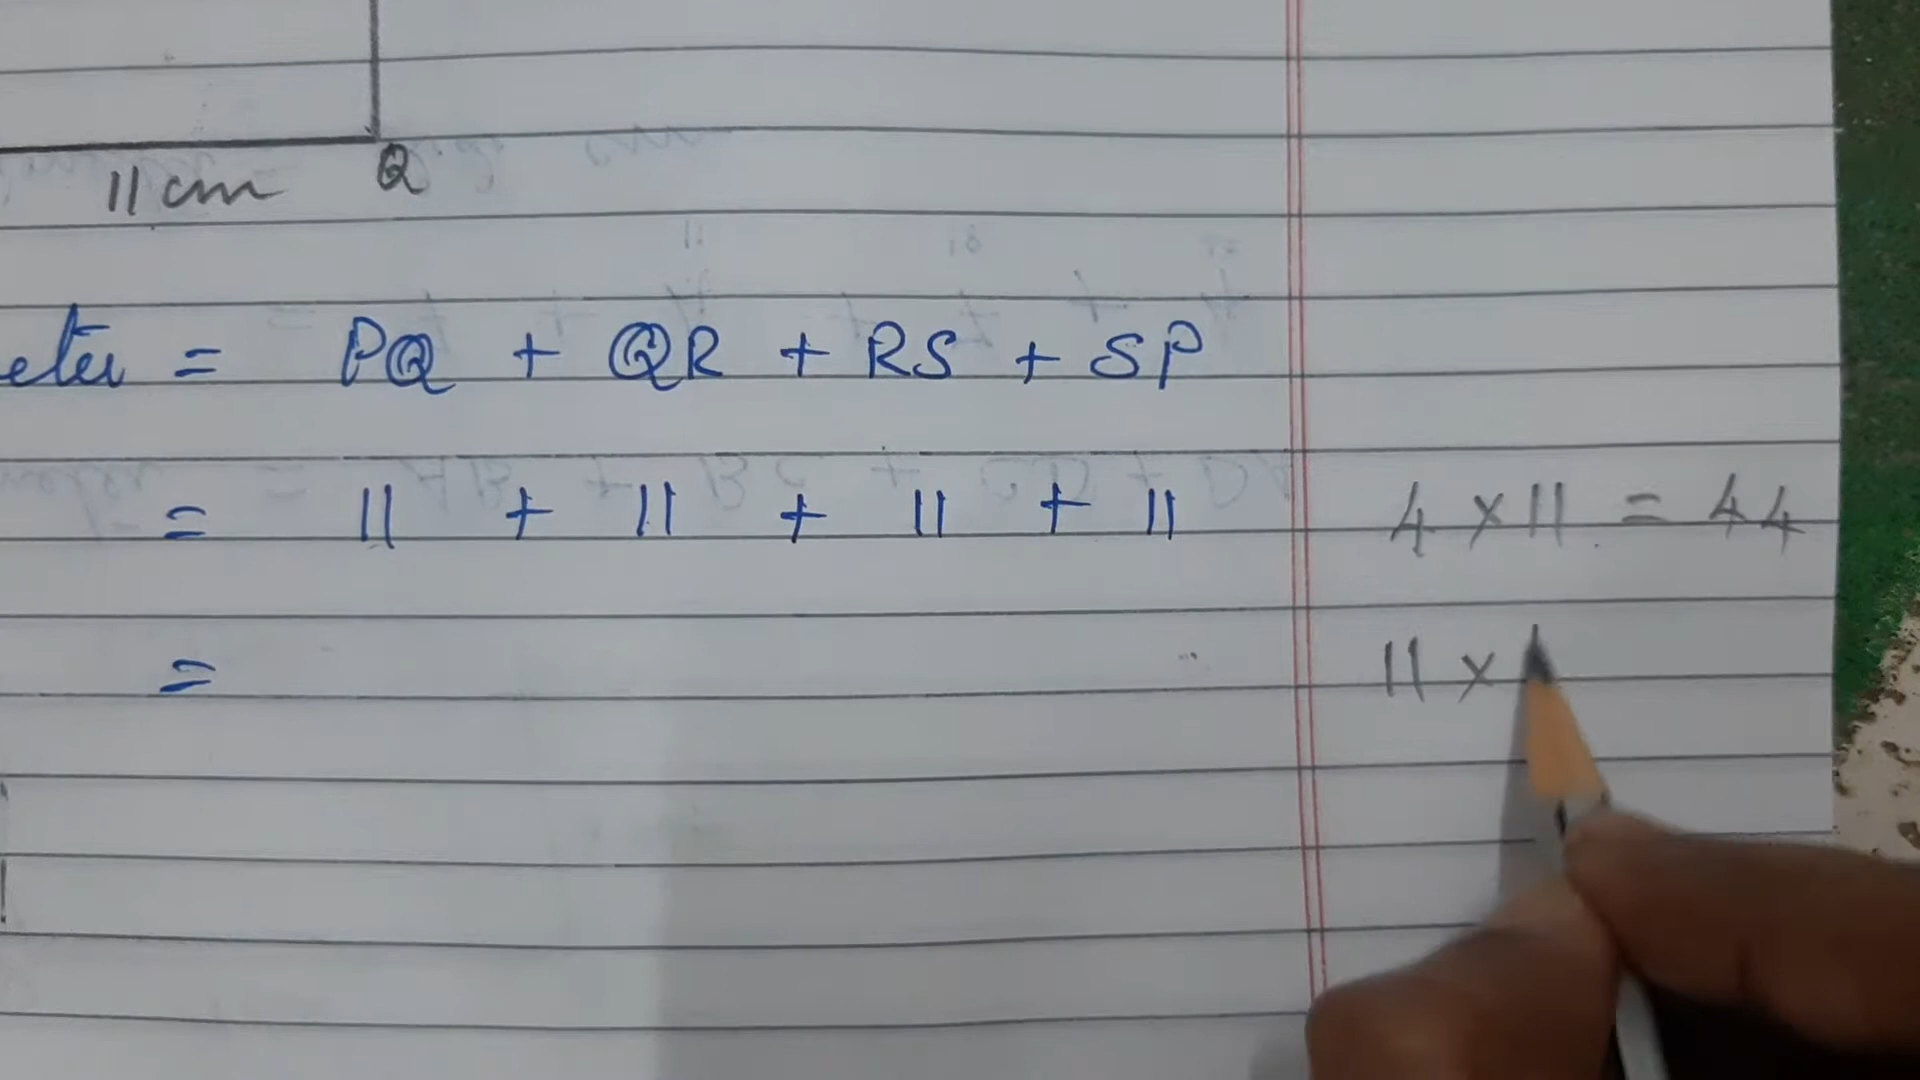 11 cm Q
eter = PQ + QR + RS + SP
= 11 + 11 + 11 + 11 4 x 11 = 44
= 11 x